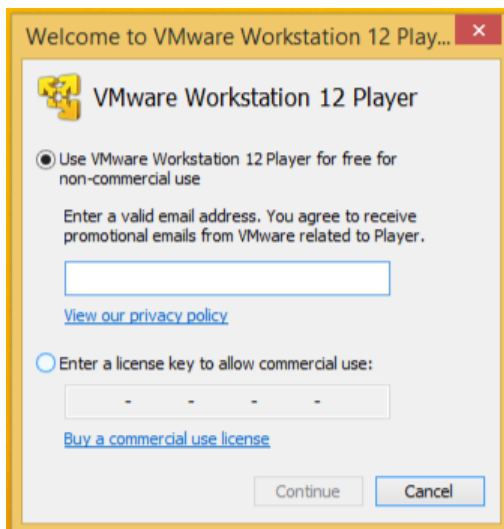 Welcome to VMware Workstation 12 Play...
VMware Workstation 12 Player
Use VMware Workstation 12 Player for free for
non-commercial use
Enter a valid email address. You agree to receive
promotional emails from VMware related to Player.
View our privacy policy
Enter a license key to allow commercial use:
- - - -
Buy a commercial use license
Continue Cancel